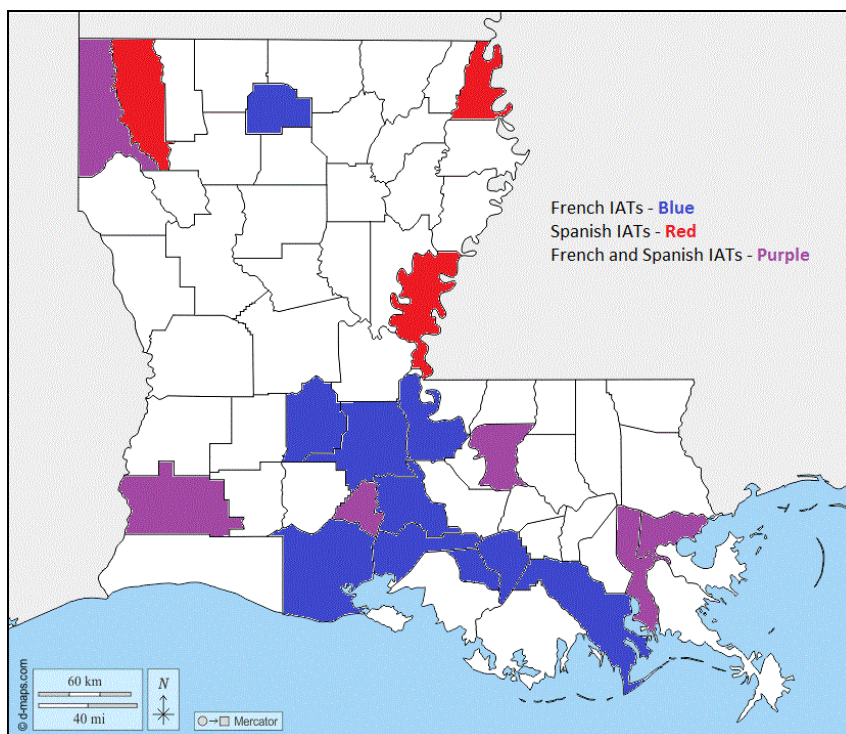 French IATs - Blue
Spanish IATs - Red
French and Spanish IATs - Purple
© d-maps.com
60 km
40 mi
N
Mercator